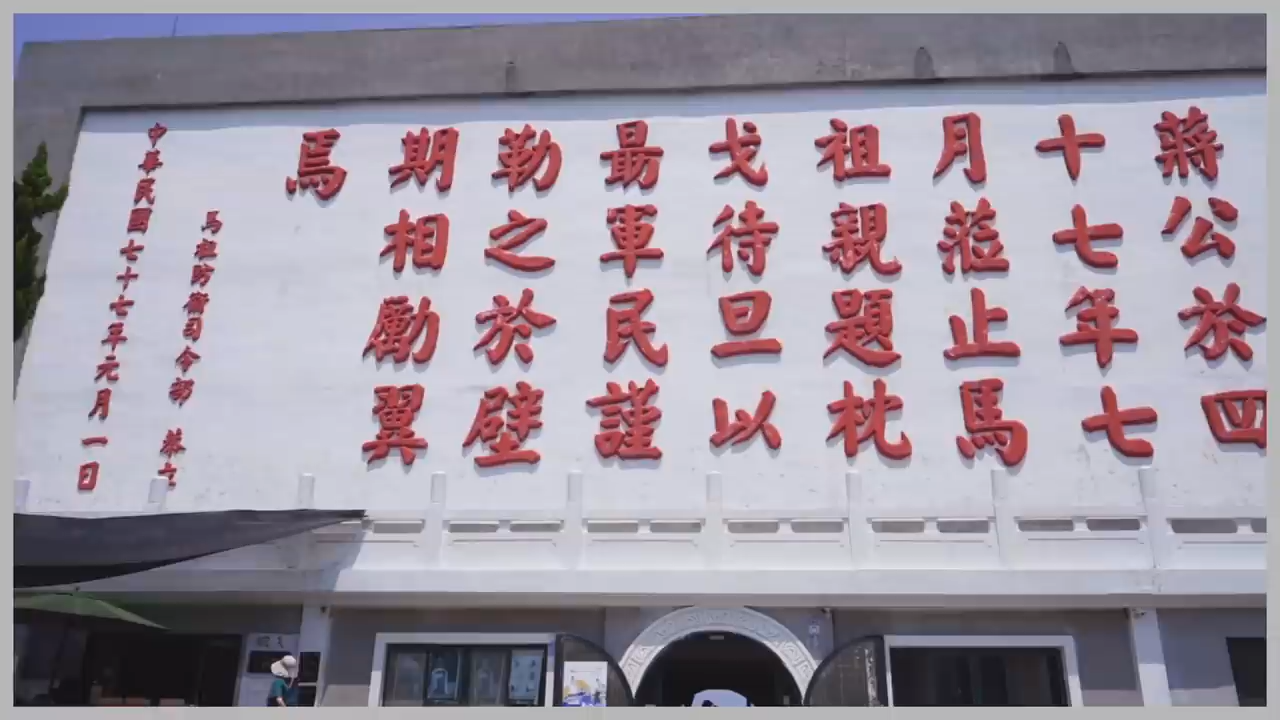 蔣公於四
十七年七
月蒞止馬
祖親題枕
戈待旦以
最軍民謹
勒之於壁
期相勵翼
焉
馬祖防衛司令部 恭立
中華民國七十七年元月一日